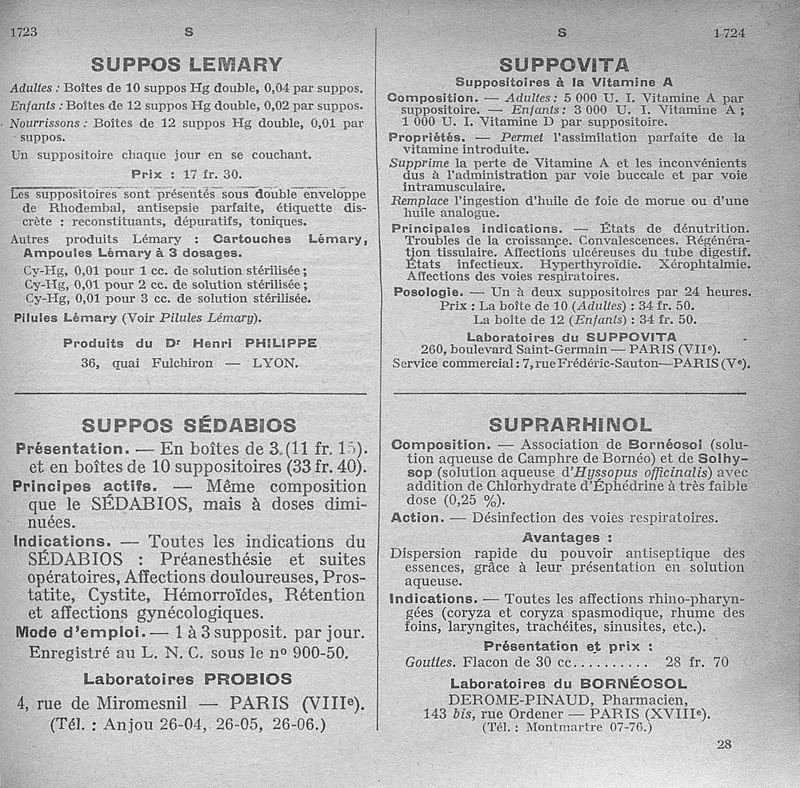 1723
S
SUPPOS LEMARY
Adultes : Boîtes de 10 suppos Hg double, 0,04 par suppos.
Enfants : Boîtes de 12 suppos Hg double, 0,02 par suppos.
Nourrissons : Boîtes de 12 suppos Hg double, 0,01 par
suppos.
Un suppositoire chaque jour en se couchant.
Prix : 17 fr. 30.
Les suppositoires sont présentés sous double enveloppe
de Rhodembal, antisepsie parfaite, étiquette dis-
crète : reconstituants, dépuratifs, toniques.
Autres produits Lémary : Cartouches Lémary,
Ampoules Lémary à 3 dosages.
Cy-Hg, 0,01 pour 1 cc. de solution stérilisée ;
Cy-Hg, 0,01 pour 2 cc. de solution stérilisée ;
Cy-Hg, 0,01 pour 3 cc. de solution stérilisée.
Pilules Lémary (Voir Pilules Lémary).
Produits du Dr Henri PHILIPPE
36, quai Fulchiron — LYON.
SUPPOS SÉDABIOS
Présentation. — En boîtes de 3 (11 fr. 15).
et en boîtes de 10 suppositoires (33 fr. 40).
Principes actifs. — Même composition
que le SÉDABIOS, mais à doses dimi-
nuées.
Indications. — Toutes les indications du
SÉDABIOS : Préanesthésie et suites
opératoires, Affections douloureuses, Pros-
tatite, Cystite, Hémorroïdes, Rétention
et affections gynécologiques.
Mode d'emploi. — 1 à 3 supposit. par jour.
Enregistré au L. N. C. sous le no 900-50.
Laboratoires PROBIOS
4, rue de Miromesnil — PARIS (VIIIe).
(Tél. : Anjou 26-04, 26-05, 26-06.)
S
1724
SUPPOVITA
Suppositoires à la Vitamine A
Composition. — Adultes : 5 000 U. I. Vitamine A par
suppositoire. — Enfants : 3 000 U. I. Vitamine A ;
1 000 U. I. Vitamine D par suppositoire.
Propriétés. — Permet l'assimilation parfaite de la
vitamine introduite.
Supprime la perte de Vitamine A et les inconvénients
dus à l'administration par voie buccale et par voie
intramusculaire.
Remplace l'ingestion d'huile de foie de morue ou d'une
huile analogue.
Principales indications. — États de dénutrition.
Troubles de la croissance. Convalescences. Régénéra-
tion tissulaire. Affections ulcéreuses du tube digestif.
États infectieux. Hyperthyroïdie. Xérophtalmie.
Affections des voies respiratoires.
Posologie. — Un à deux suppositoires par 24 heures.
Prix : La boîte de 10 (Adultes) : 34 fr. 50.
La boîte de 12 (Enfants) : 34 fr. 50.
Laboratoires du SUPPOVITA
260, boulevard Saint-Germain — PARIS (VIIe).
Service commercial : 7, rue Frédéric-Sauton — PARIS (Ve).
SUPRARHINOL
Composition. — Association de Bornéosol (solu-
tion aqueuse de Camphre de Bornéo) et de Solhy-
sop (solution aqueuse d'Hyssopus officinalis) avec
addition de Chlorhydrate d'Éphédrine à très faible
dose (0,25 %).
Action. — Désinfection des voies respiratoires.
Avantages :
Dispersion rapide du pouvoir antiseptique des
essences, grâce à leur présentation en solution
aqueuse.
Indications. — Toutes les affections rhino-pharyn-
gées (coryza et coryza spasmodique, rhume des
foins, laryngites, trachéites, sinusites, etc.).
Présentation et prix :
Gouttes. Flacon de 30 cc.......... 28 fr. 70
Laboratoires du BORNÉOSOL
DEROME-PINAUD, Pharmacien,
143 bis, rue Ordener — PARIS (XVIIIe).
(Tél. : Montmartre 07-76.)
28